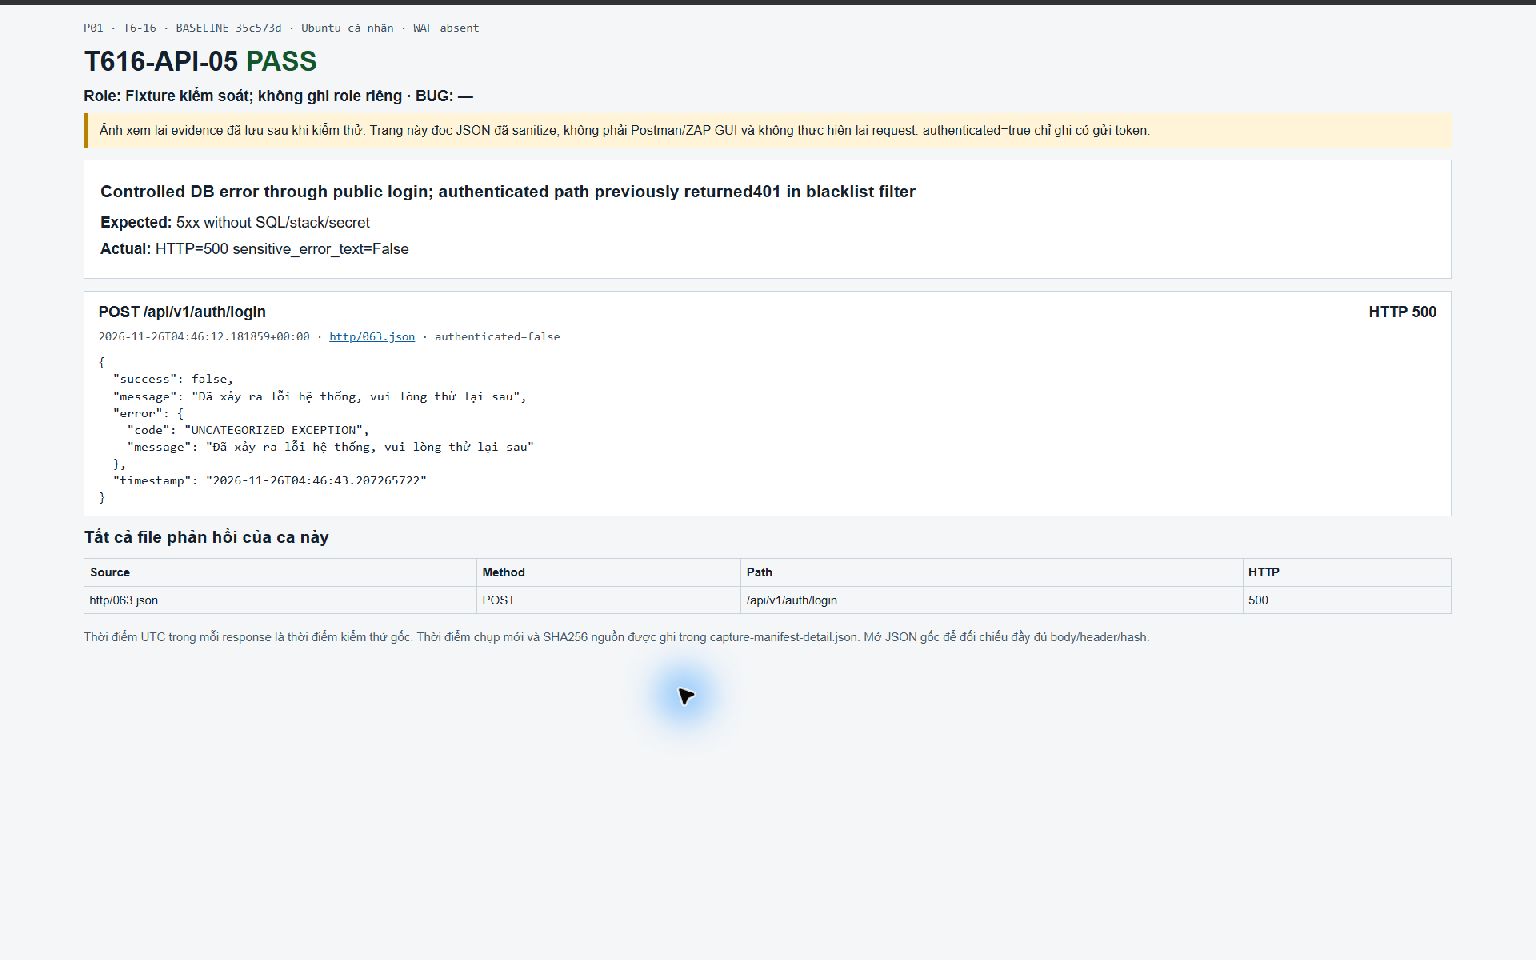 P01 · T6-16 · BASELINE 35c573d · Ubuntu cá nhân · WAF absent
T616-API-05 PASS
Role: Fixture kiểm soát; không ghi role riêng · BUG: —
Ảnh xem lại evidence đã lưu sau khi kiểm thử. Trang này đọc JSON đã sanitize, không phải Postman/ZAP GUI và không thực hiện lại request. authenticated=true chỉ ghi có gửi token.
Controlled DB error through public login; authenticated path previously returned401 in blacklist filter
Expected: 5xx without SQL/stack/secret
Actual: HTTP=500 sensitive_error_text=False
POST /api/v1/auth/login HTTP 500
2026-11-26T04:46:12.181859+00:00 · http/063.json · authenticated=false
{
"success": false,
"message": "Đã xảy ra lỗi hệ thống, vui lòng thử lại sau",
"error": {
"code": "UNCATEGORIZED_EXCEPTION",
"message": "Đã xảy ra lỗi hệ thống, vui lòng thử lại sau"
},
"timestamp": "2026-11-26T04:46:43.207265722"
}
Tất cả file phản hồi của ca này
Source Method Path HTTP
http/063.json POST /api/v1/auth/login 500
Thời điểm UTC trong mỗi response là thời điểm kiểm thử gốc. Thời điểm chụp mới và SHA256 nguồn được ghi trong capture-manifest-detail.json. Mở JSON gốc để đối chiếu đầy đủ body/header/hash.